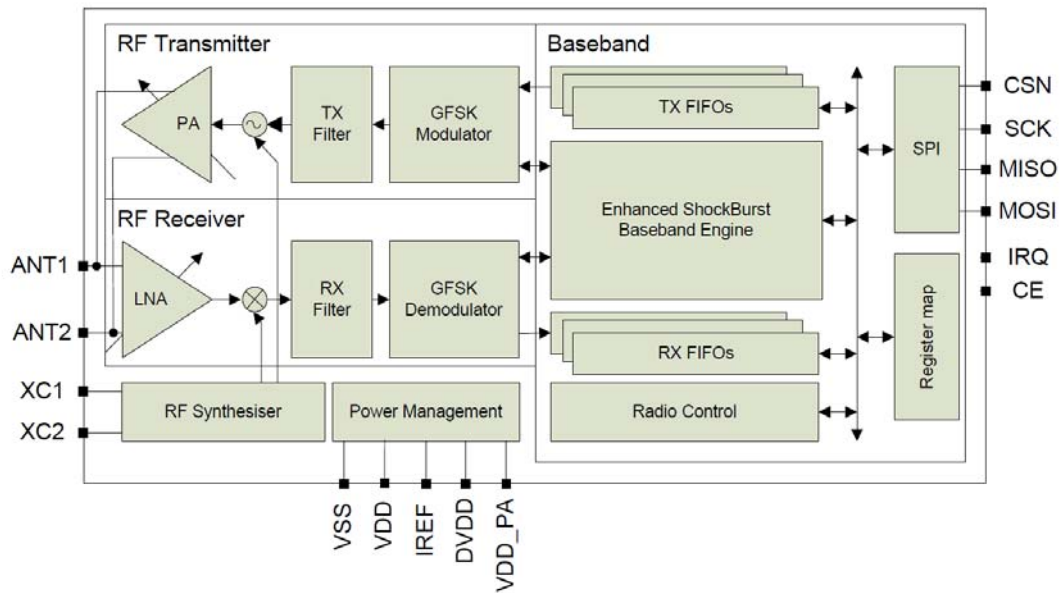 RF Transmitter
Baseband
PA
TX
Filter
GFSK
Modulator
TX FIFOs
SPI
CSN
SCK
MISO
MOSI
Enhanced ShockBurst
Baseband Engine
IRQ
CE
RF Receiver
ANT1
ANT2
LNA
RX
Filter
GFSK
Demodulator
RX FIFOs
Register map
XC1
XC2
RF Synthesiser
Power Management
Radio Control
VSS
VDD
IREF
DVDD
VDD_PA